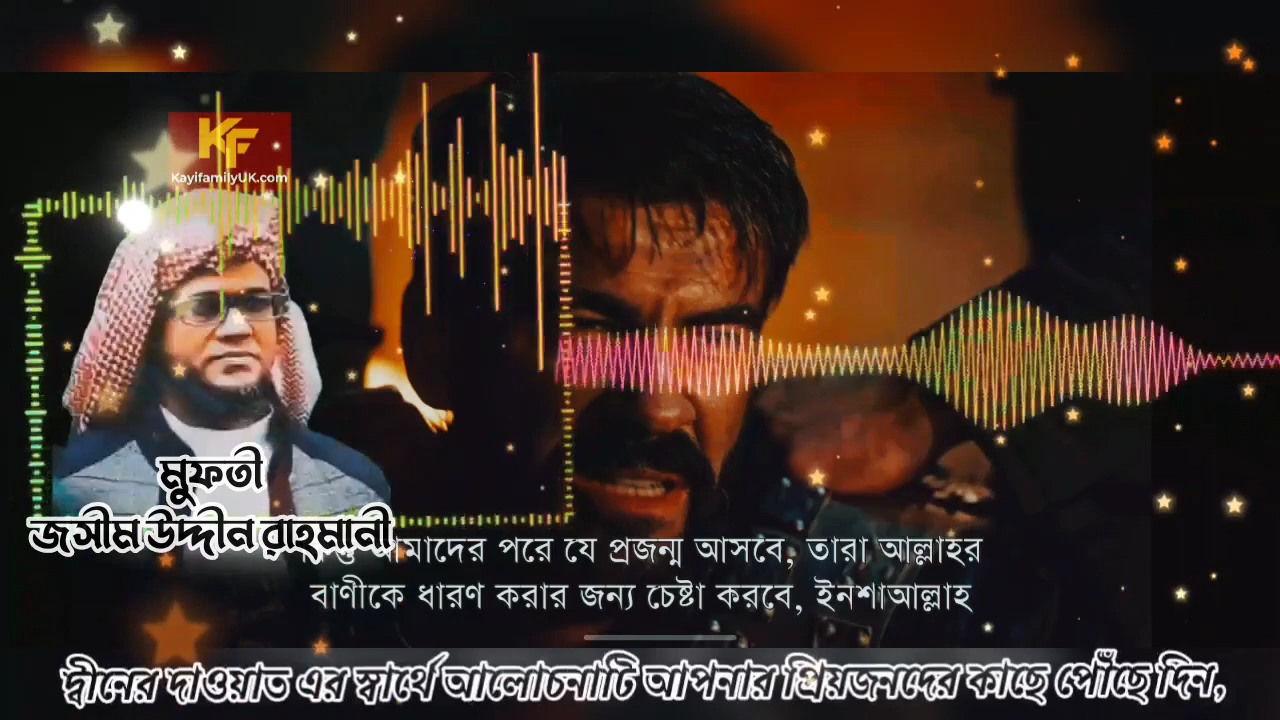 KF
KayifamilyUK.com
মুফতী
জসীম উদ্দীন রাহমানী
আমাদের পরে যে প্রজন্ম আসবে, তারা আল্লাহর
বাণীকে ধারণ করার জন্য চেষ্টা করবে, ইনশাআল্লাহ
দ্বীনের দাওয়াত এর স্বার্থে আলোচনাটি আপনার প্রিয়জনদের কাছে পৌঁছে দিন,